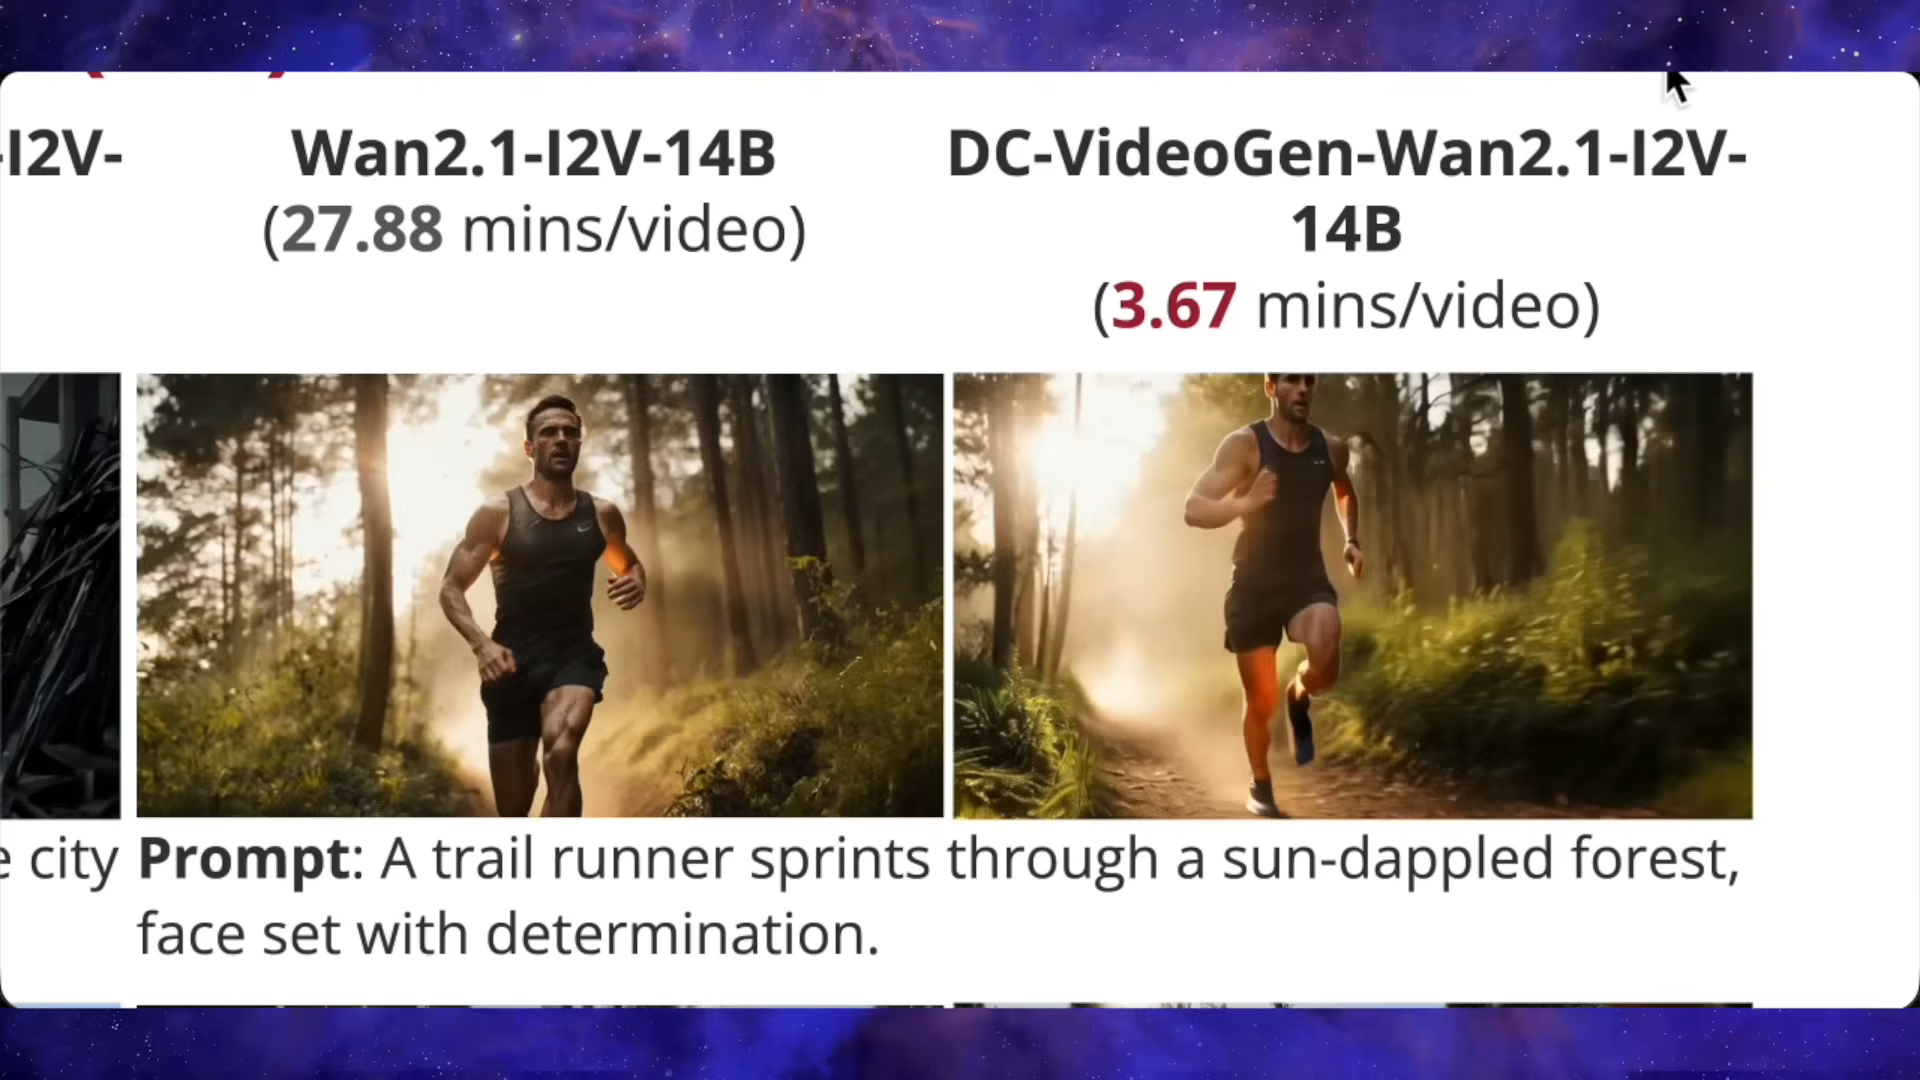 -I2V-
Wan2.1-I2V-14B
(27.88 mins/video)
DC-VideoGen-Wan2.1-I2V-
14B
(3.67 mins/video)
e city
Prompt: A trail runner sprints through a sun-dappled forest,
face set with determination.